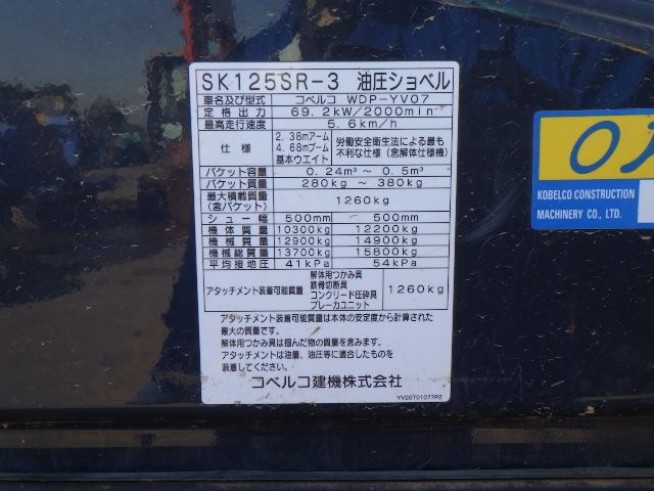 SK125SR-3 油圧ショベル
車名及び型式 コベルコ WDP-YV07
定格出力 69.2kW/2000min⁻¹
最高走行速度 5.6km/h
仕様 2.38mアーム 4.68mブーム 基本ウエイト 労働安全衛生法による最も不利な仕様（含解体仕様機）
バケット容量 0.24m³～0.5m³
バケット質量 280kg～380kg
最大積載質量(含バケット) 1260kg
シュー幅 500mm 500mm
機体質量 10300kg 12200kg
機械質量 12900kg 14900kg
機械総質量 13700kg 15800kg
平均接地圧 41kPa 54kPa
アタッチメント装着可能質量 解体用つかみ具 鉄骨切断具 コンクリート圧砕具 ブレーカユニット 1260kg
アタッチメント装着可能質量は本体の安定度から計算された
最大の質量です。
解体用つかみ具は掴んだ物の質量を含みます。
アタッチメントは油量、油圧等に適合したものを
装着してください。
コベルコ建機株式会社
YV20T01077P2
KOBELCO CONSTRUCTION
MACHINERY CO., LTD.